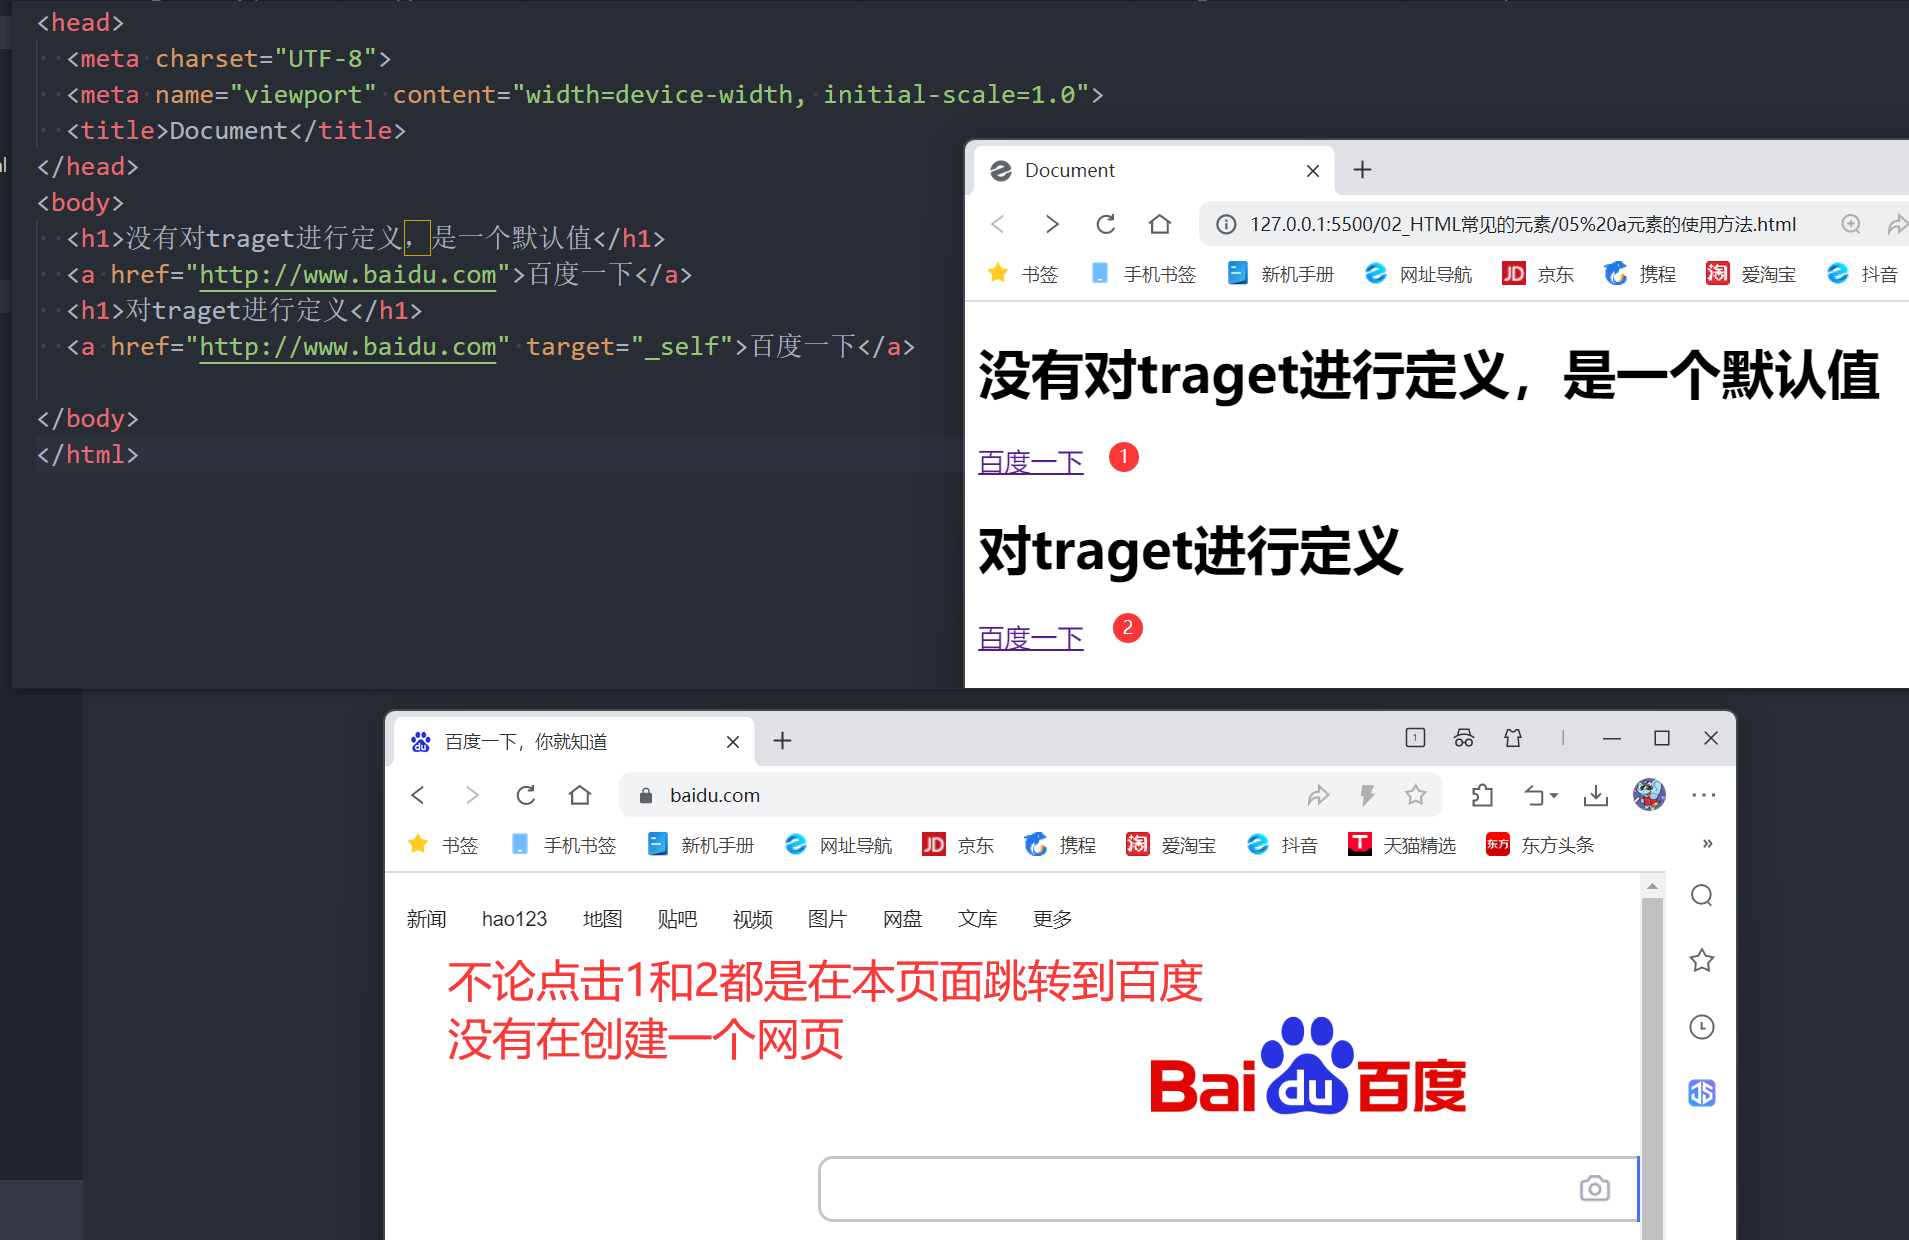 <head>
<meta charset="UTF-8">
<meta name="viewport" content="width=device-width, initial-scale=1.0">
<title>Document</title>
</head>
<body>
<h1>没有对traget进行定义，是一个默认值</h1>
<a href="http://www.baidu.com">百度一下</a>
<h1>对traget进行定义</h1>
<a href="http://www.baidu.com" target="_self">百度一下</a>
</body>
</html>
Document
127.0.0.1:5500/02_HTML常见的元素/05%20a元素的使用方法.html
书签 手机书签 新机手册 网址导航 JD 京东 携程 淘 爱淘宝 抖音
没有对traget进行定义，是一个默认值
百度一下 1
对traget进行定义
百度一下 2
du 百度一下，你就知道
1
baidu.com
书签 手机书签 新机手册 网址导航 JD 京东 携程 淘 爱淘宝 抖音 T 天猫精选 东方 东方头条 »
新闻 hao123 地图 贴吧 视频 图片 网盘 文库 更多
不论点击1和2都是在本页面跳转到百度
没有在创建一个网页
Bai du 百度